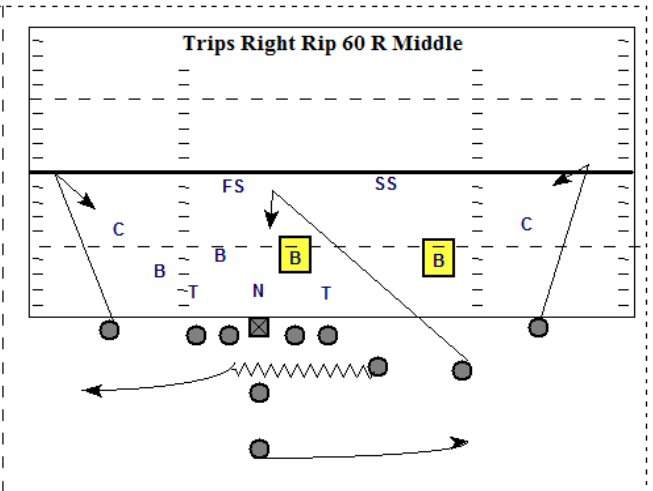 Trips Right Rip 60 R Middle
FS SS
C C
B B B B
T N T